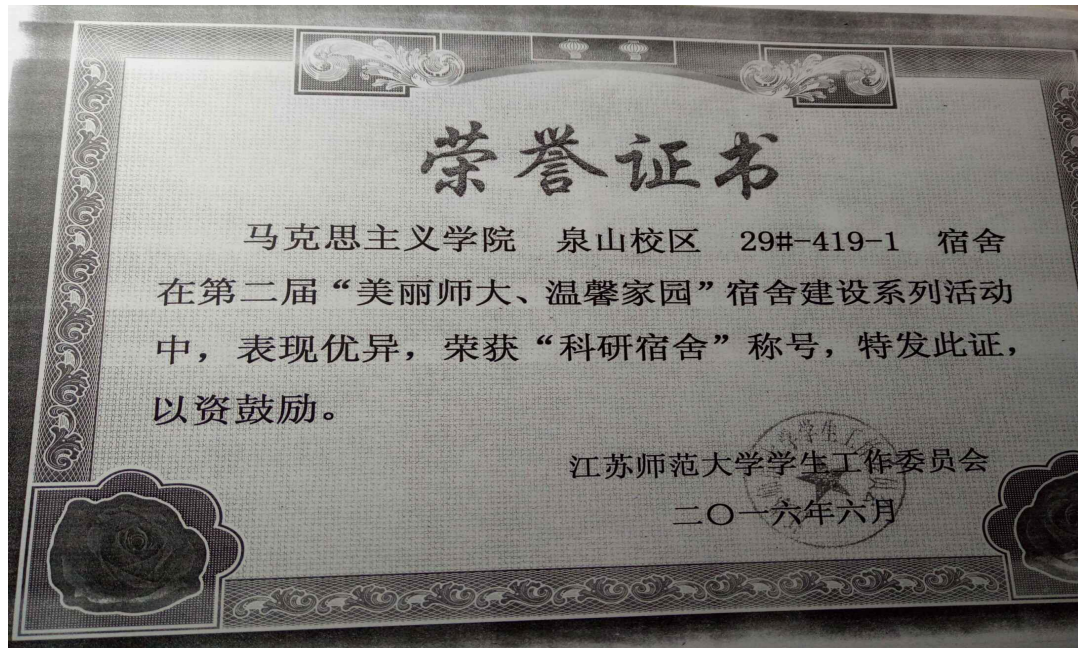 荣誉证书
马克思主义学院 泉山校区 29#-419-1 宿舍
在第二届“美丽师大、温馨家园”宿舍建设系列活动
中，表现优异，荣获“科研宿舍”称号，特发此证，
以资鼓励。
江苏师范大学学生工作委员会
二〇一六年六月